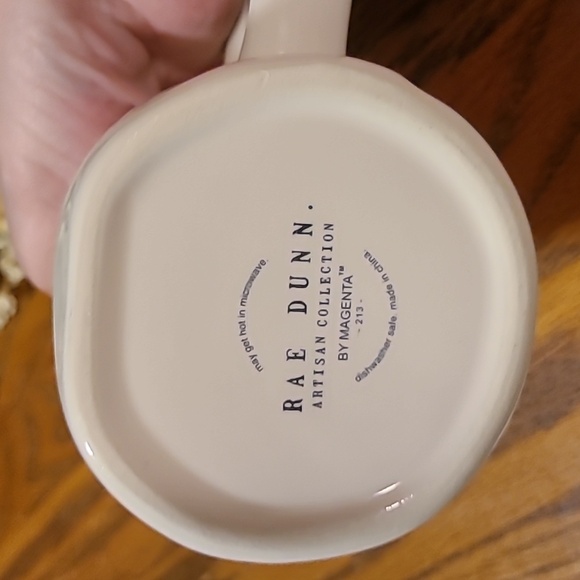 may get hot in microwave.
RAE DUNN.
ARTISAN COLLECTION
BY MAGENTA™
- 213 -
dishwasher safe. made in china.